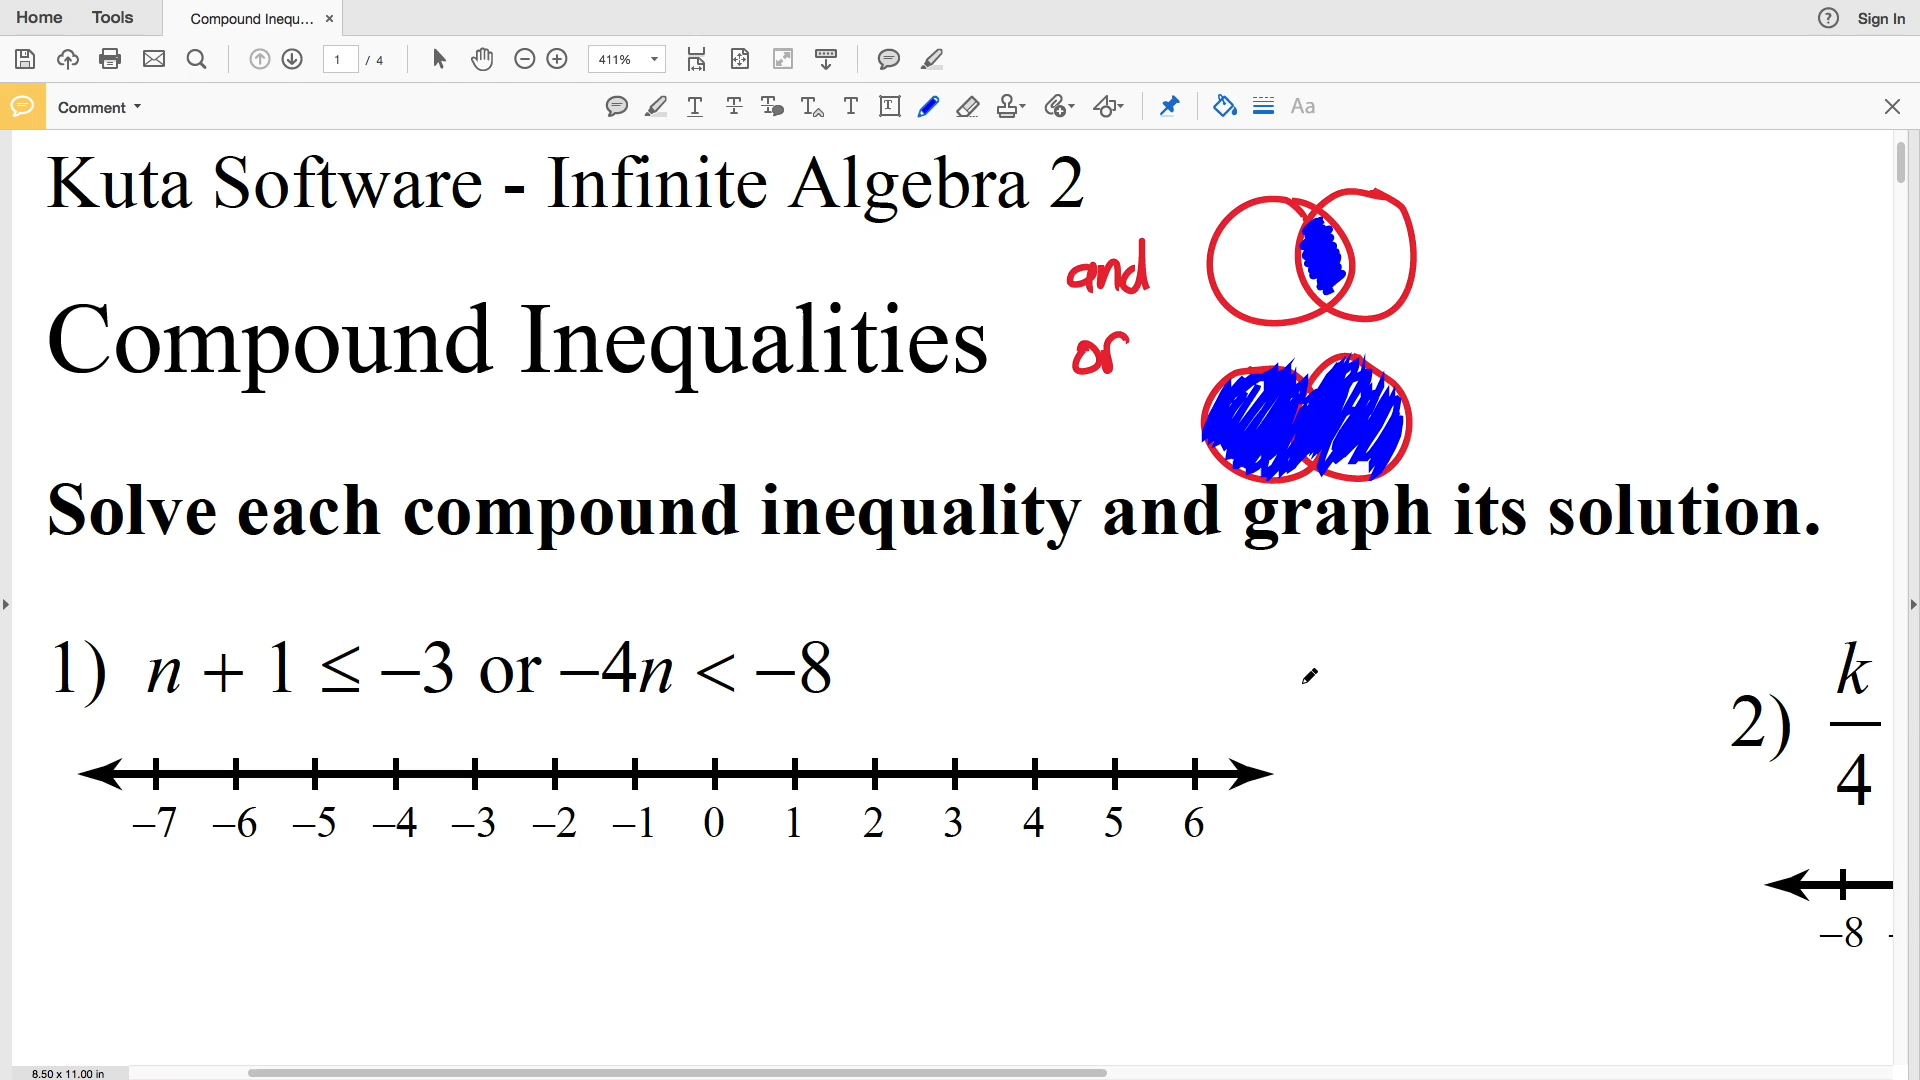 Home Tools Compound Inequ... × ? Sign In
1 / 4 411%
Comment Aa
Kuta Software - Infinite Algebra 2
and
Compound Inequalities
or
Solve each compound inequality and graph its solution.
1) n + 1 ≤ −3 or −4n < −8
2) k/4
−7 −6 −5 −4 −3 −2 −1 0 1 2 3 4 5 6
−8
8.50 x 11.00 in